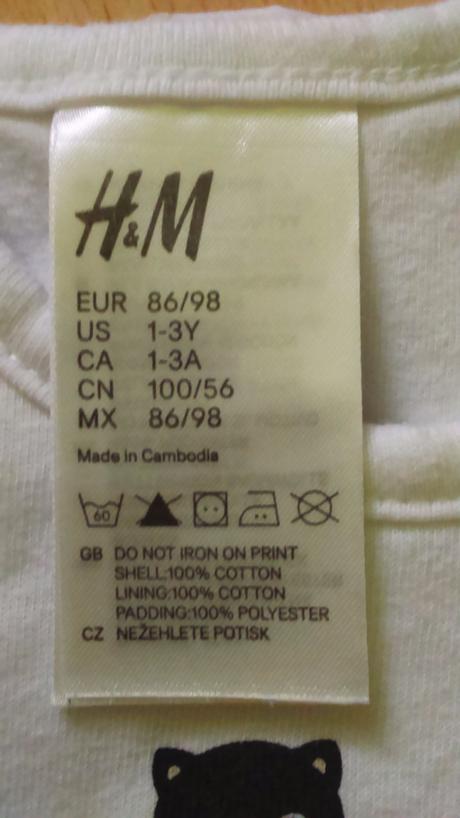 H&M
EUR 86/98
US 1-3Y
CA 1-3A
CN 100/56
MX 86/98
Made in Cambodia
60
GB DO NOT IRON ON PRINT
SHELL:100% COTTON
LINING:100% COTTON
PADDING:100% POLYESTER
CZ NEŽEHLETE POTISK